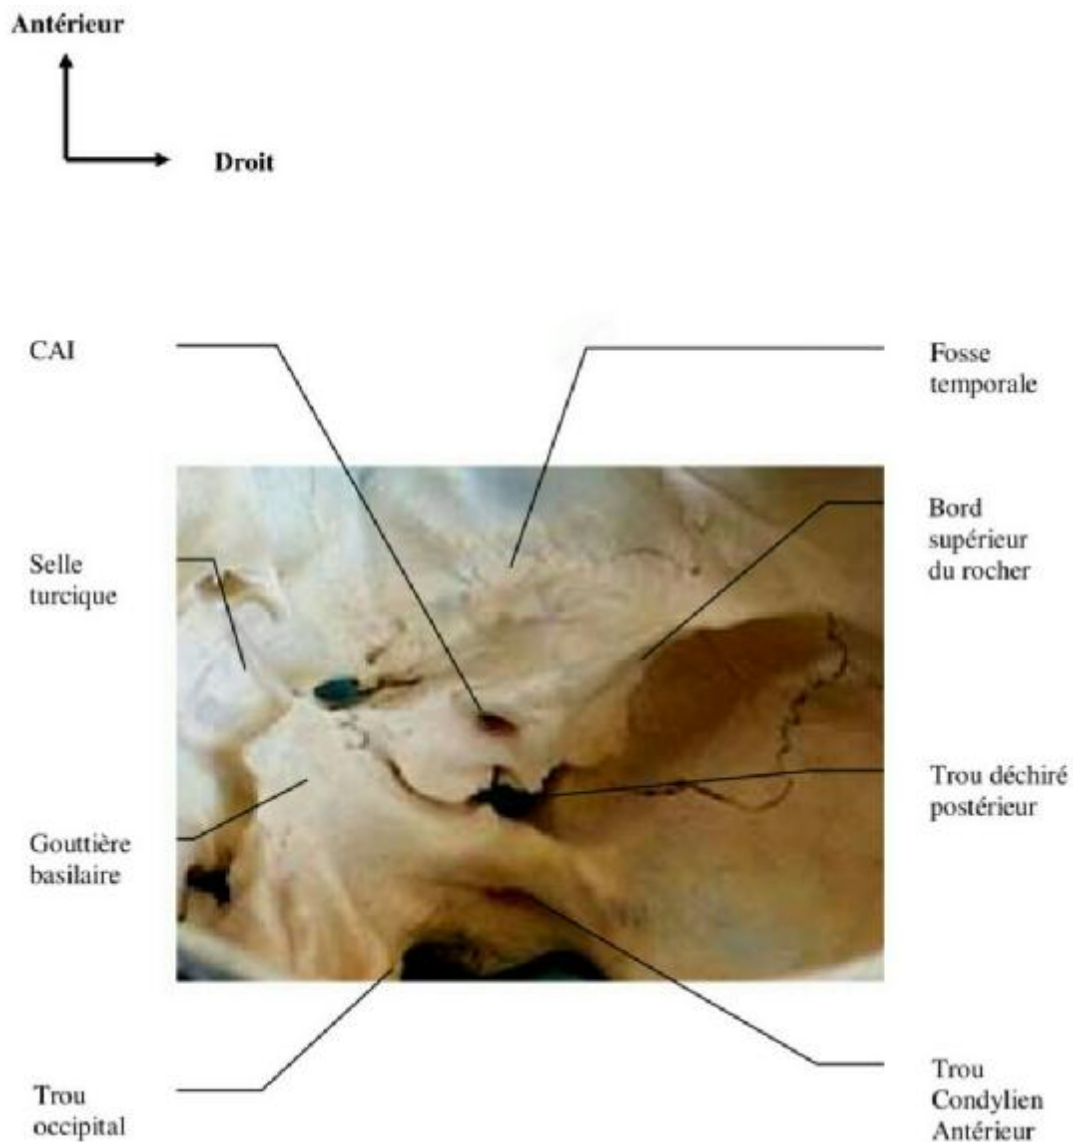 Antérieur
Droit
CAI
Fosse
temporale
Bord
supérieur
du rocher
Selle
turcique
Trou déchiré
postérieur
Gouttière
basilaire
Trou
occipital
Trou
Condylien
Antérieur